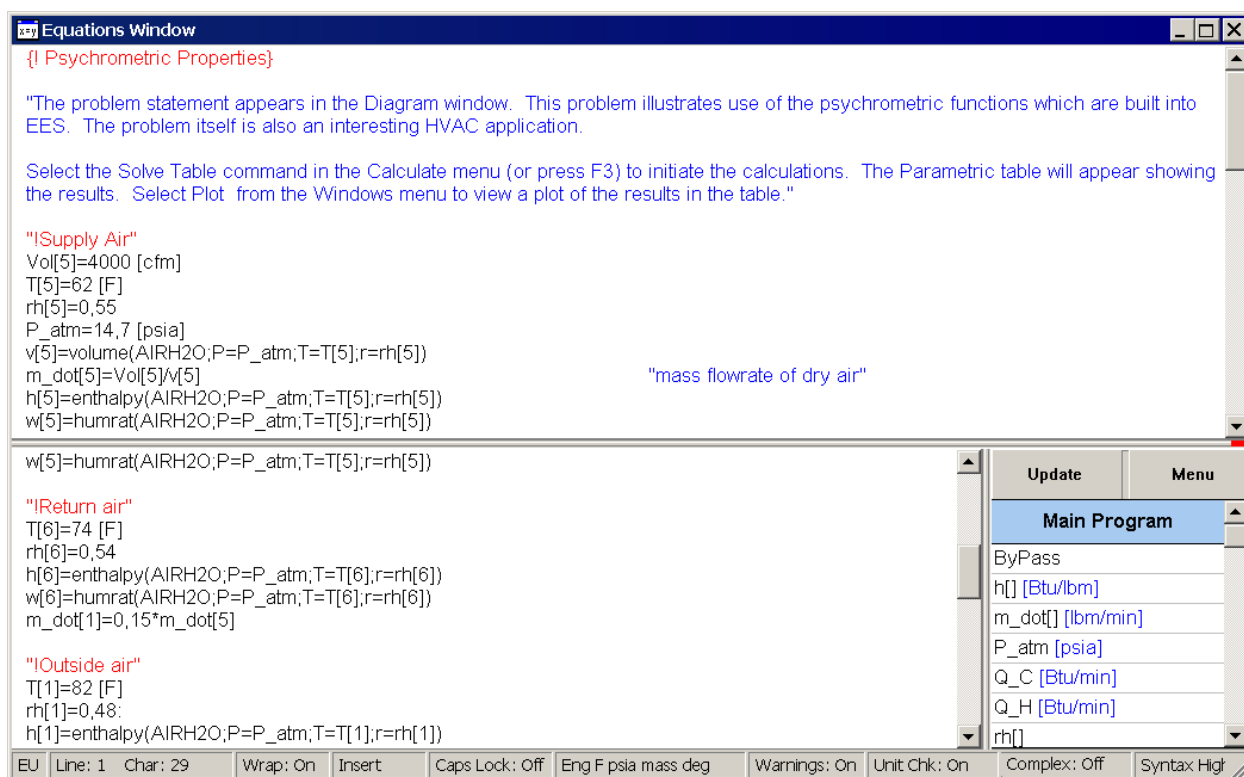 x=y Equations Window
{! Psychrometric Properties}
"The problem statement appears in the Diagram window. This problem illustrates use of the psychrometric functions which are built into
EES. The problem itself is also an interesting HVAC application.
Select the Solve Table command in the Calculate menu (or press F3) to initiate the calculations. The Parametric table will appear showing
the results. Select Plot from the Windows menu to view a plot of the results in the table."
"!Supply Air"
Vol[5]=4000 [cfm]
T[5]=62 [F]
rh[5]=0,55
P_atm=14,7 [psia]
v[5]=volume(AIRH2O;P=P_atm;T=T[5];r=rh[5])
m_dot[5]=Vol[5]/v[5] "mass flowrate of dry air"
h[5]=enthalpy(AIRH2O;P=P_atm;T=T[5];r=rh[5])
w[5]=humrat(AIRH2O;P=P_atm;T=T[5];r=rh[5])
w[5]=humrat(AIRH2O;P=P_atm;T=T[5];r=rh[5])
"!Return air"
T[6]=74 [F]
rh[6]=0,54
h[6]=enthalpy(AIRH2O;P=P_atm;T=T[6];r=rh[6])
w[6]=humrat(AIRH2O;P=P_atm;T=T[6];r=rh[6])
m_dot[1]=0,15*m_dot[5]
"!Outside air"
T[1]=82 [F]
rh[1]=0,48:
h[1]=enthalpy(AIRH2O;P=P_atm;T=T[1];r=rh[1])
Update Menu
Main Program
ByPass
h[] [Btu/lbm]
m_dot[] [lbm/min]
P_atm [psia]
Q_C [Btu/min]
Q_H [Btu/min]
rh[]
EU Line: 1 Char: 29 Wrap: On Insert Caps Lock: Off Eng F psia mass deg Warnings: On Unit Chk: On Complex: Off Syntax High